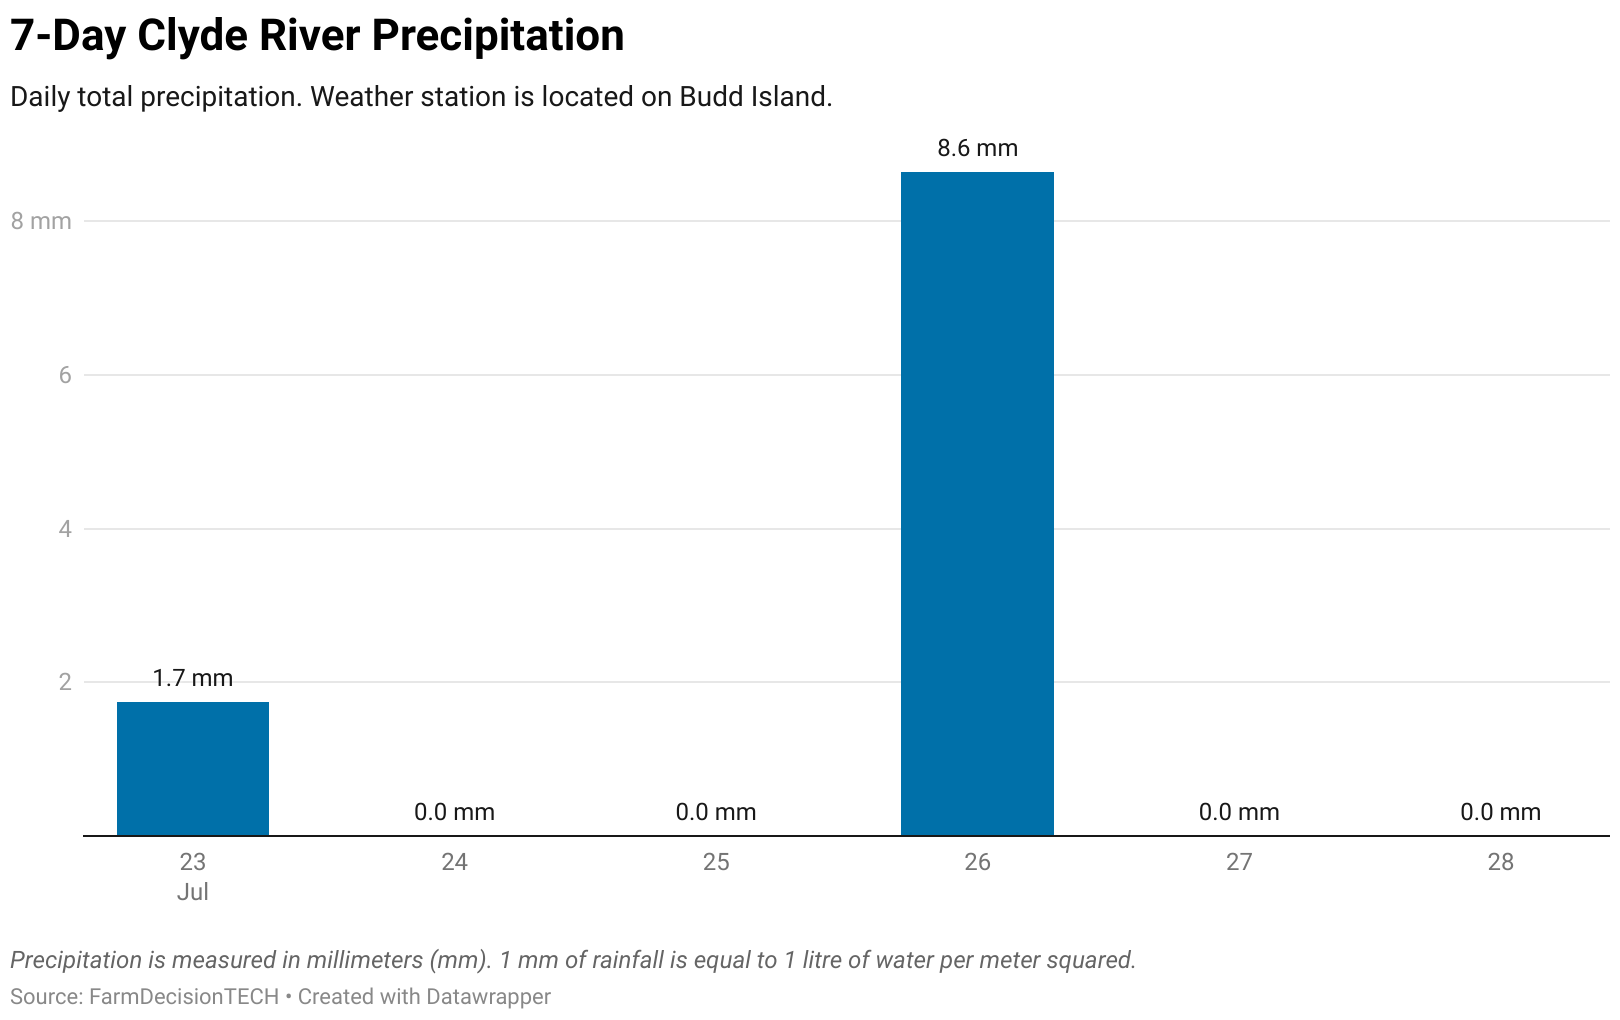 7-Day Clyde River Precipitation
Daily total precipitation. Weather station is located on Budd Island.
8.6 mm
8 mm
6
4
2
1.7 mm
0.0 mm
0.0 mm
0.0 mm
0.0 mm
23
24
25
26
27
28
Jul
Precipitation is measured in millimeters (mm). 1 mm of rainfall is equal to 1 litre of water per meter squared.
Source: FarmDecisionTECH • Created with Datawrapper